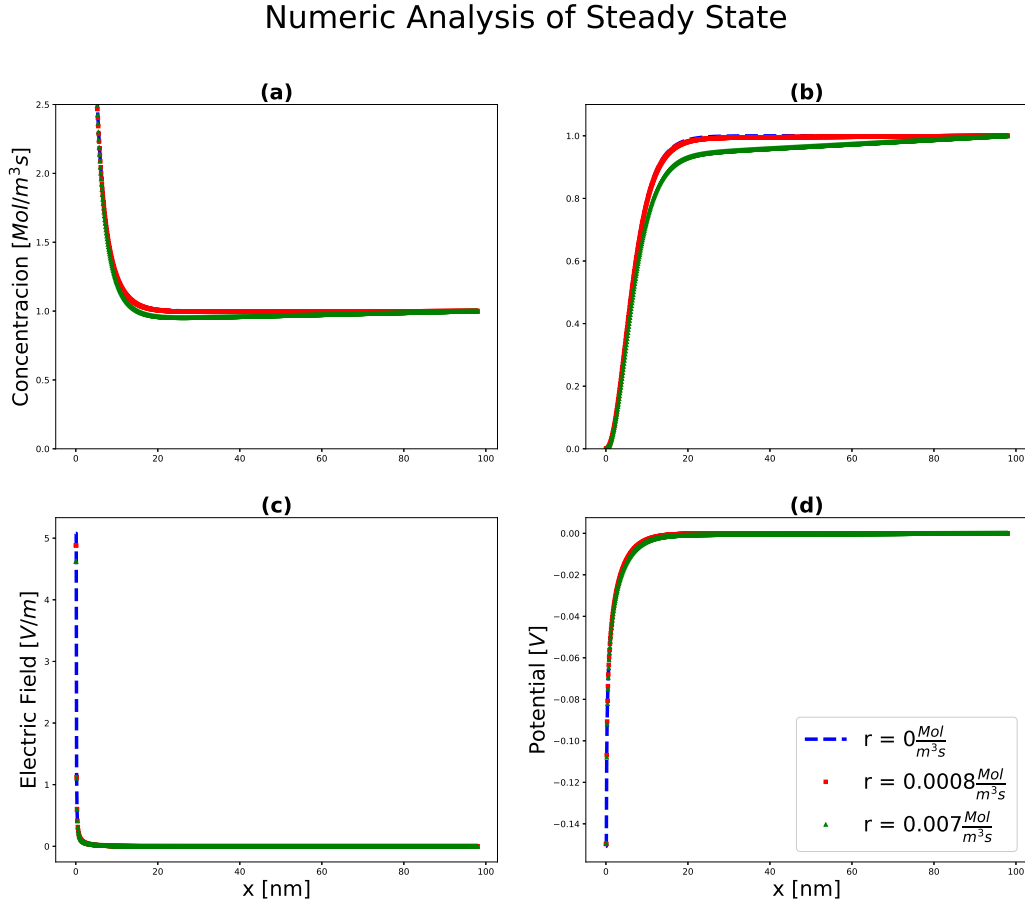 Numeric Analysis of Steady State
(a)
Concentracion [Mol/m³s]
2.5
2.0
1.5
1.0
0.5
0.0
0 20 40 60 80 100
(b)
1.0
0.8
0.6
0.4
0.2
0.0
0 20 40 60 80 100
(c)
Electric Field [V/m]
5
4
3
2
1
0
0 20 40 60 80 100
x [nm]
(d)
Potential [V]
0.00
−0.02
−0.04
−0.06
−0.08
−0.10
−0.12
−0.14
r = 0 Mol/m³s
r = 0.0008 Mol/m³s
r = 0.007 Mol/m³s
0 20 40 60 80 100
x [nm]